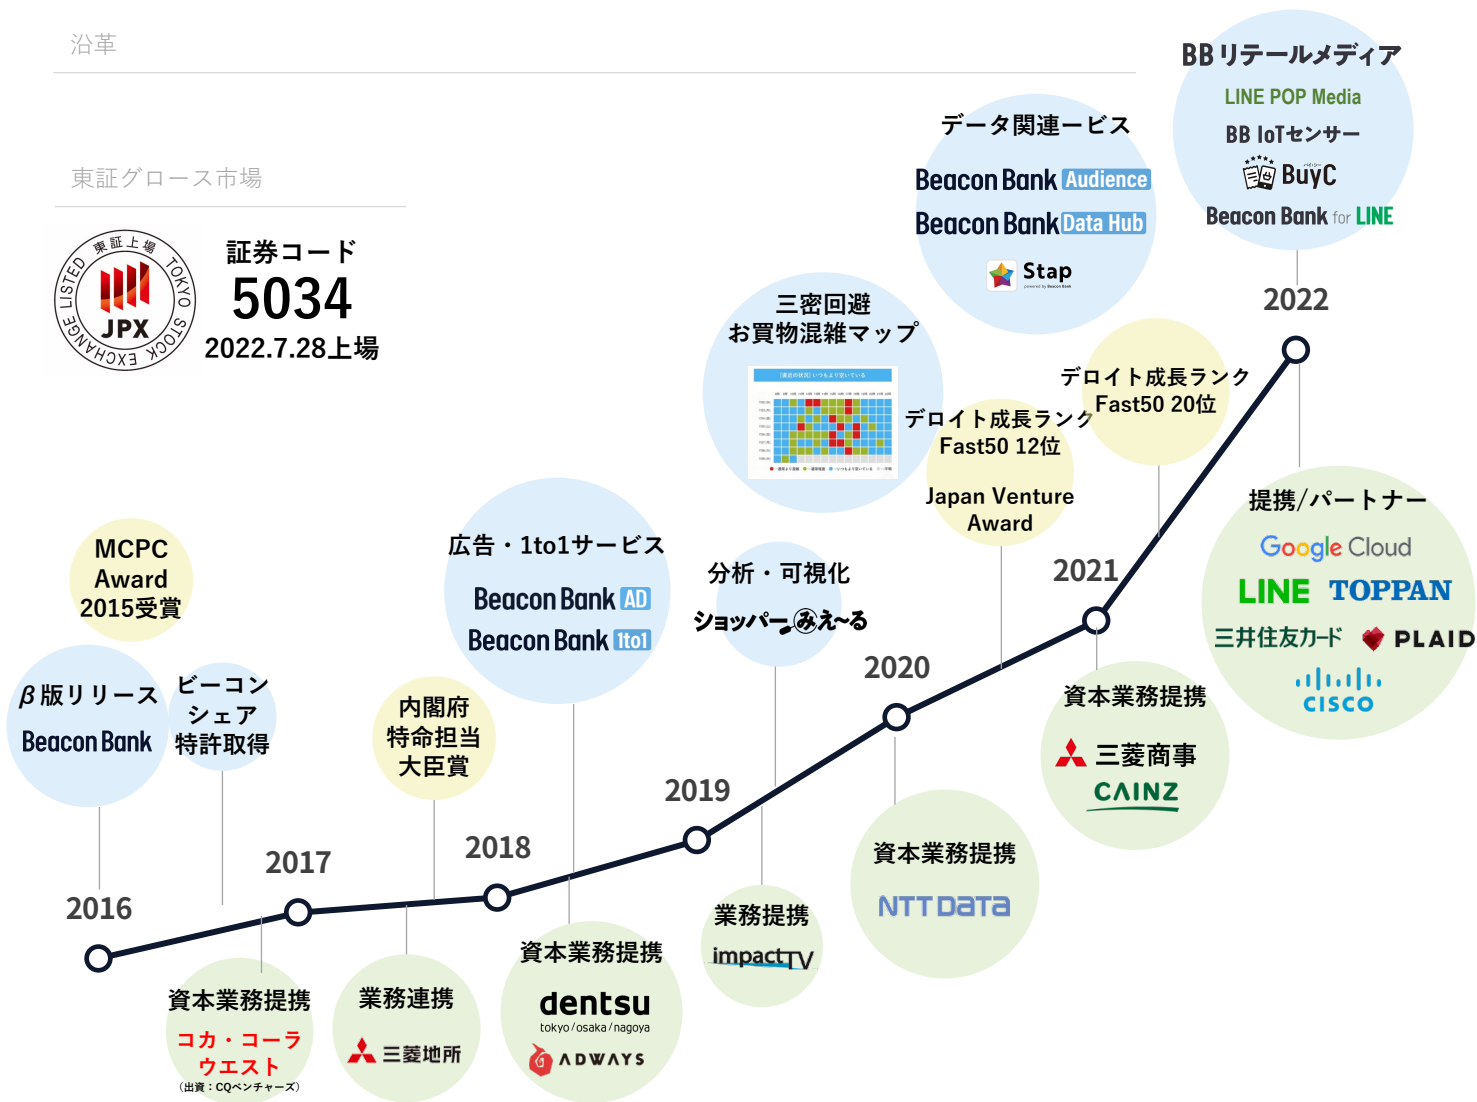 沿革
東証グロース市場
東証上場 TOKYO STOCK EXCHANGE LISTED
JPX
証券コード
5034
2022.7.28上場
MCPC
Award
2015受賞
β版リリース
Beacon Bank
ビーコン
シェア
特許取得
2016
2017
資本業務提携
コカ・コーラ
ウエスト
（出資：CQベンチャーズ）
内閣府
特命担当
大臣賞
業務連携
三菱地所
2018
広告・1to1サービス
Beacon Bank AD
Beacon Bank 1to1
資本業務提携
dentsu
tokyo/osaka/nagoya
ADWAYS
2019
分析・可視化
ショッパーみえ〜る
業務提携
impactTV
三密回避
お買物混雑マップ
2020
資本業務提携
NTT DATA
デロイト成長ランク
Fast50 12位
Japan Venture
Award
データ関連ービス
Beacon Bank Audience
Beacon Bank Data Hub
Stap
powered by Beacon Bank
2021
資本業務提携
三菱商事
CAINZ
デロイト成長ランク
Fast50 20位
BBリテールメディア
LINE POP Media
BB IoTセンサー
バイ・シー
BuyC
Beacon Bank for LINE
2022
提携/パートナー
Google Cloud
LINE TOPPAN
三井住友カード PLAID
CISCO